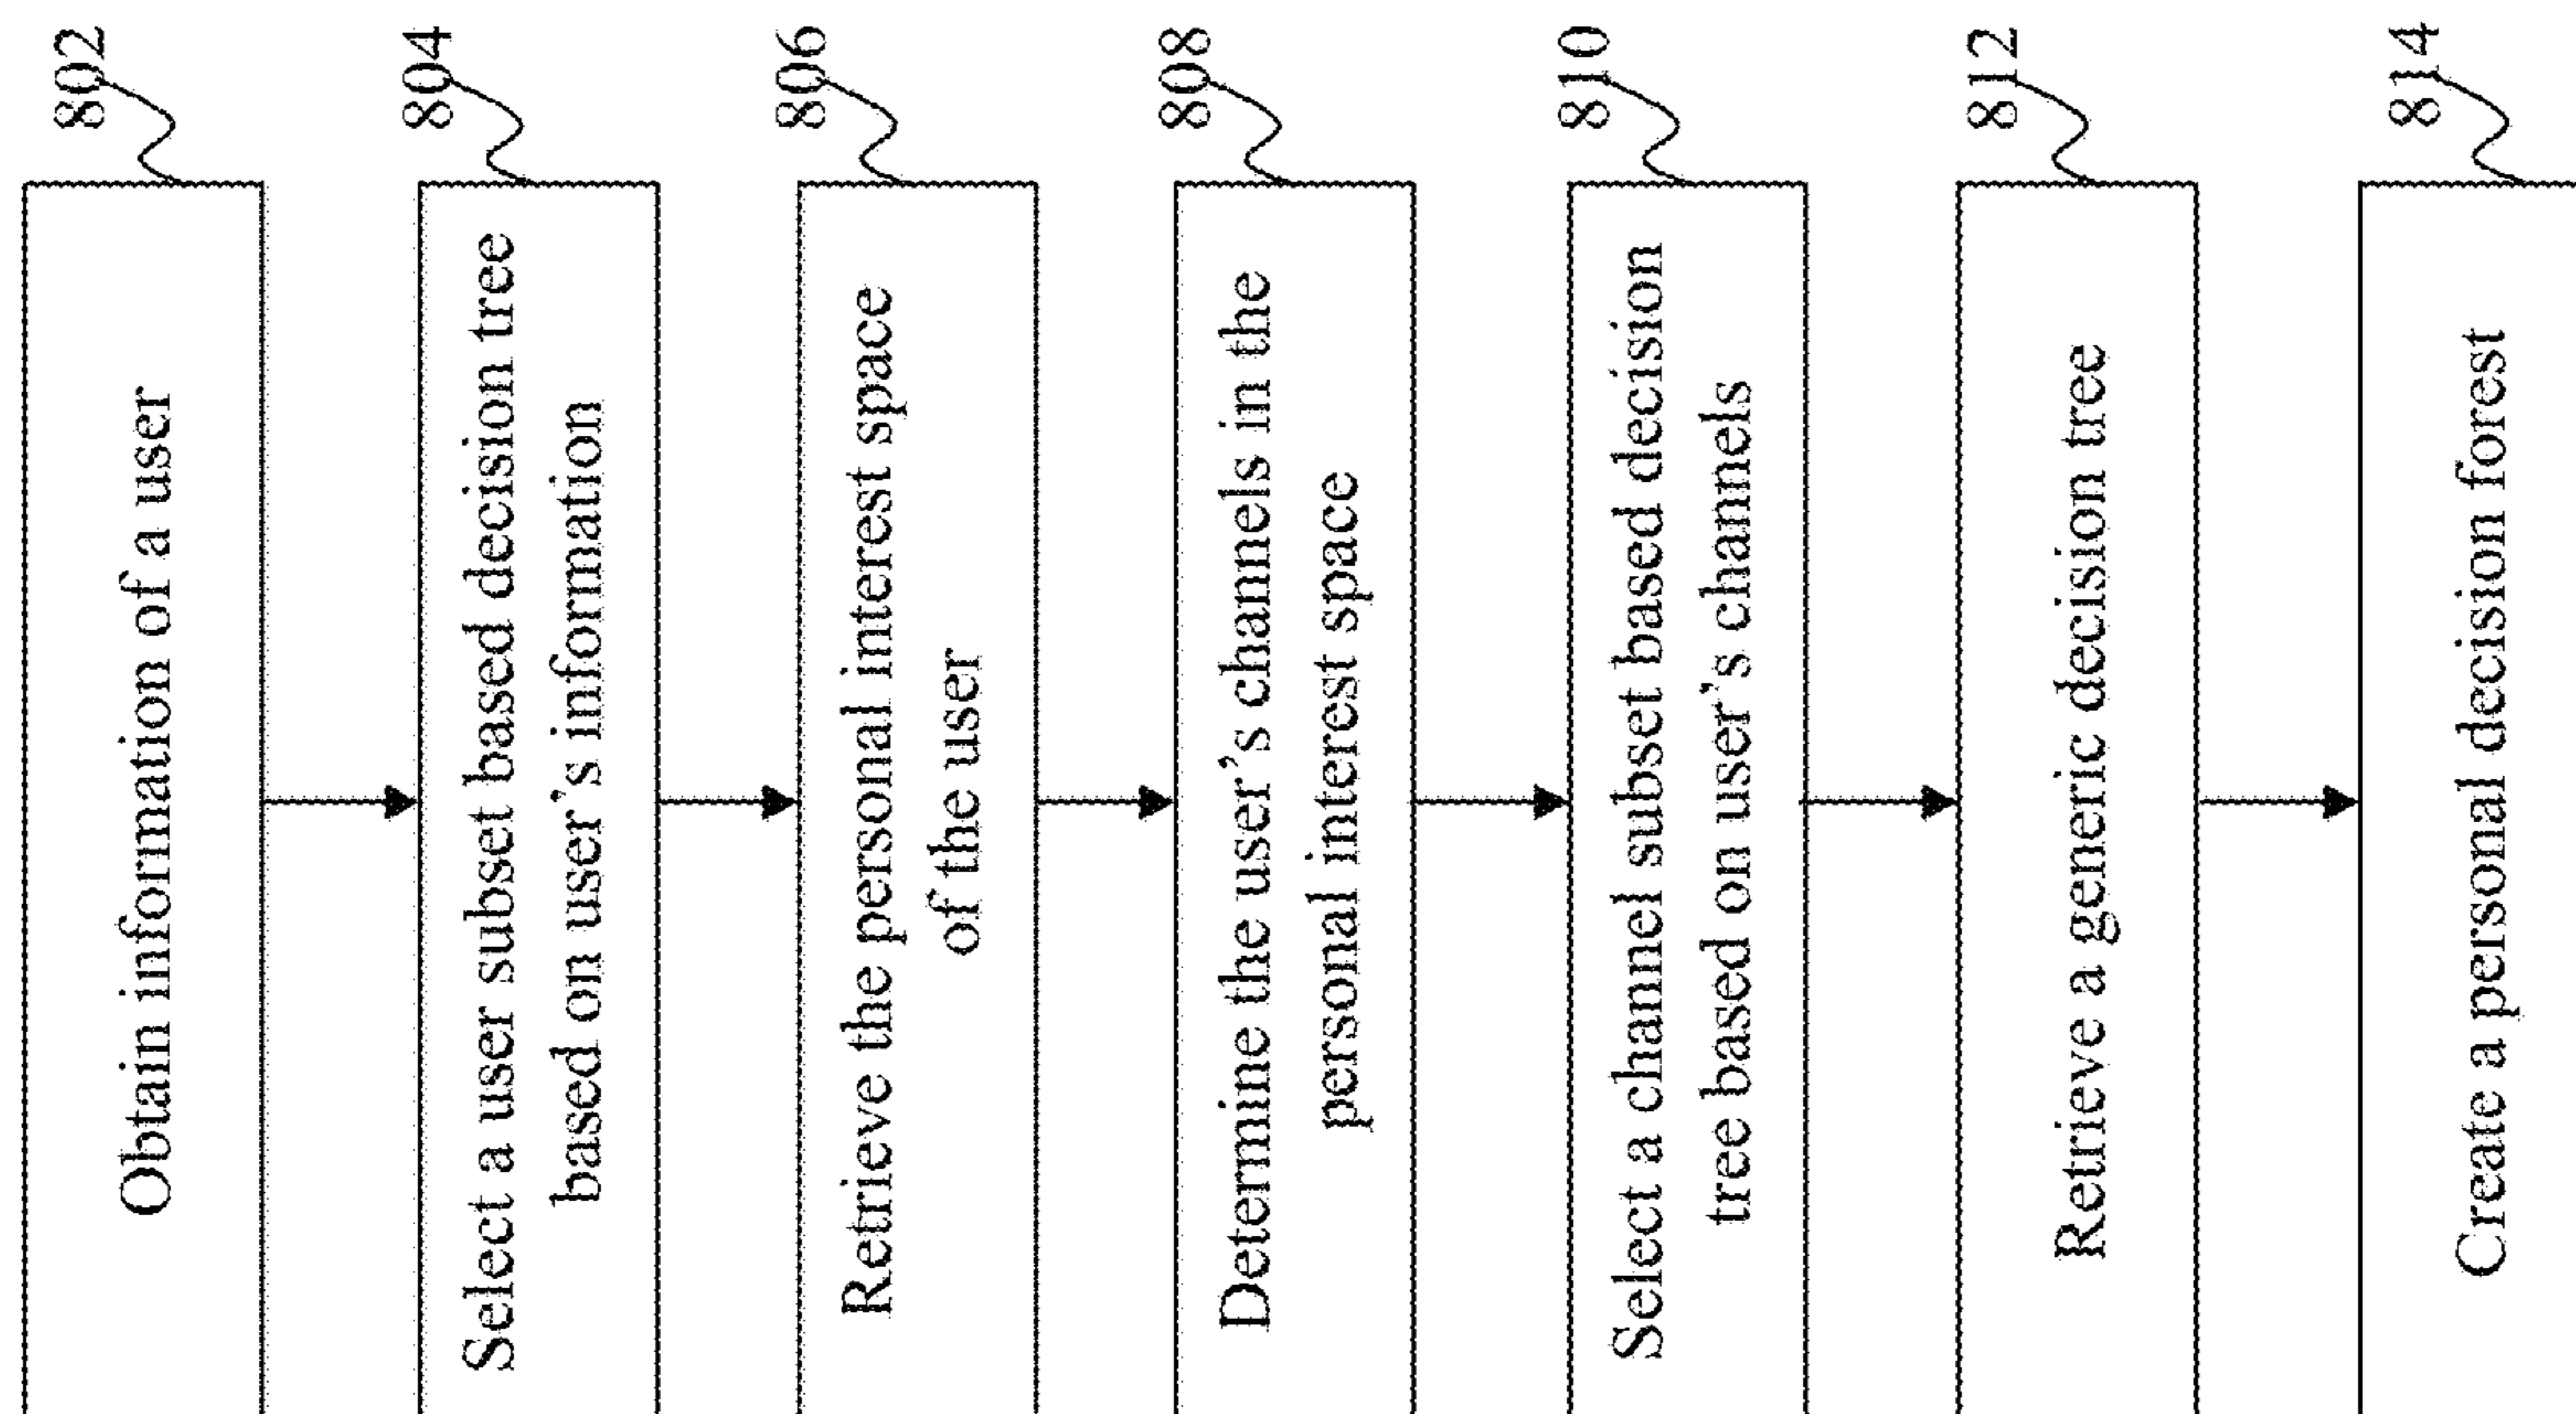 802
Obtain information of a user
804
Select a user subset based decision tree
based on user's information
806
Retrieve the personal interest space
of the user
808
Determine the user's channels in the
personal interest space
810
Select a channel subset based decision
tree based on user's channels
812
Retrieve a generic decision tree
814
Create a personal decision forest